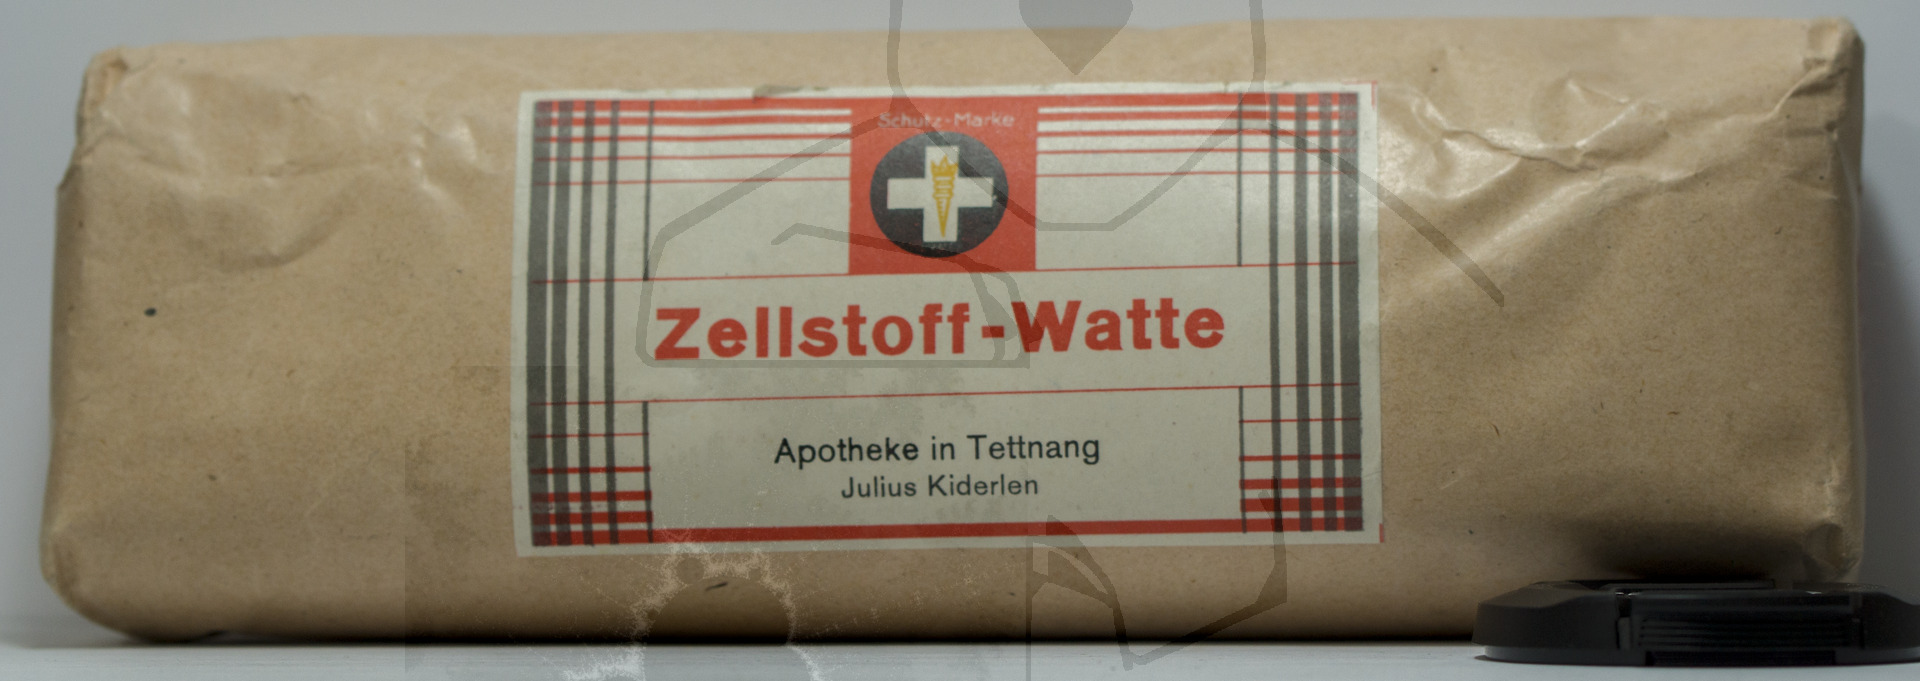 Schutz-Marke
Zellstoff-Watte
Apotheke in Tettnang
Julius Kiderlen